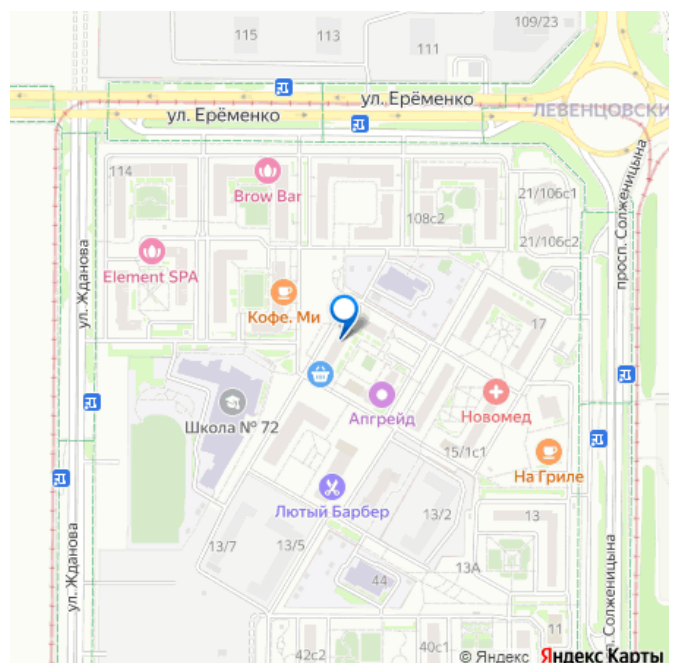 109/23
115
113
111
ул. Ерёменко
ул. Ерёменко
ЛЕВЕНЦОВСКИ
114
Brow Bar
108с2
21/106с1
21/106с2
просп. Солженицына
ул. Жданова
Element SPA
Кофе. Ми
17
Апгрейд
Новомед
Школа № 72
15/1с1
На Гриле
Лютый Барбер
13/2
13
13/7
13/5
ул. Жданова
13А
44
. Солженицына
11
42с2
40с1
© Яндекс Яндекс Карты